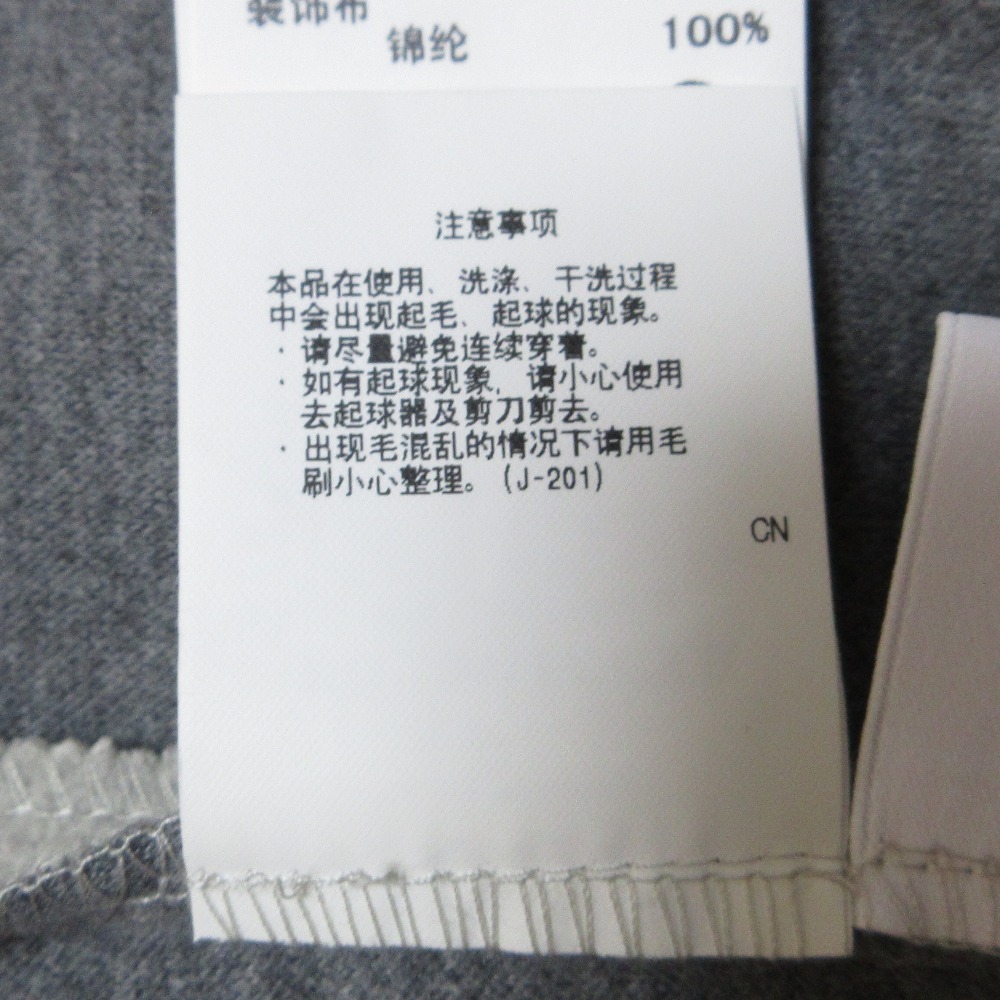 装饰布
锦纶 100%
注意事项
本品在使用、洗涤、干洗过程
中会出现起毛、起球的现象。
・请尽量避免连续穿着。
・如有起球现象，请小心使用
去起球器及剪刀剪去。
・出现毛混乱的情况下请用毛
刷小心整理。(J-201)
CN